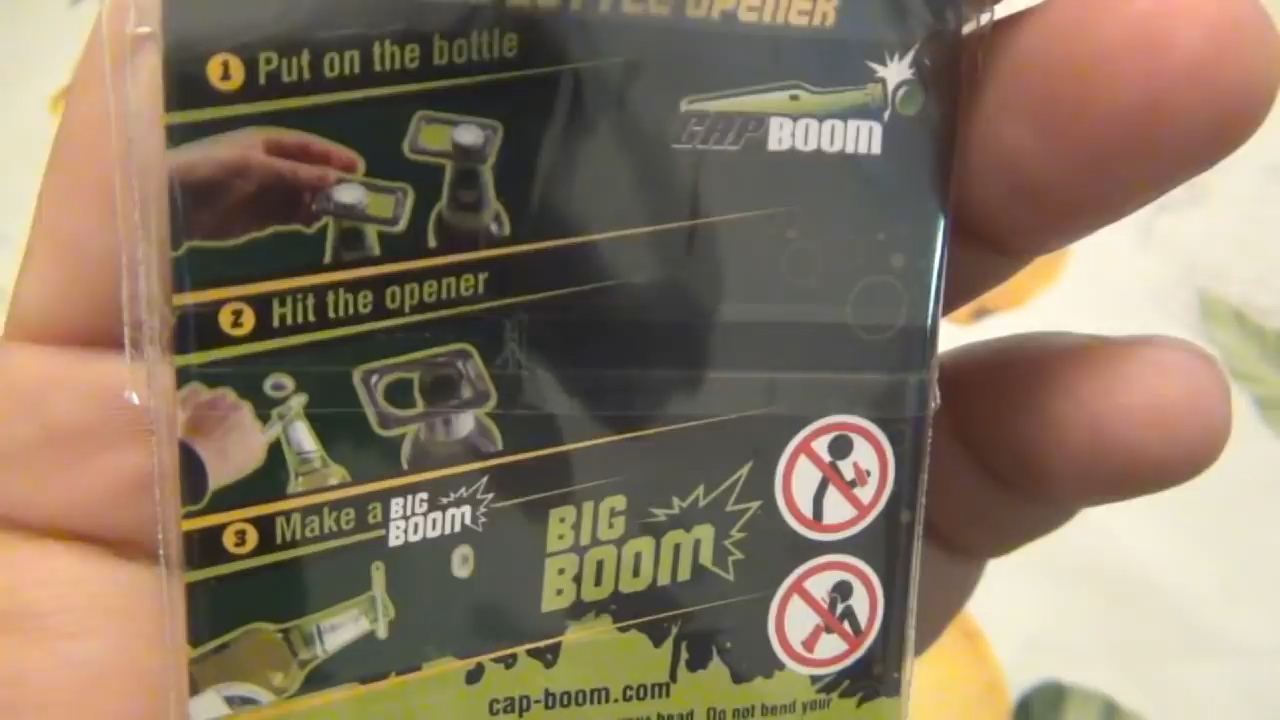 BOTTLE OPENER
1 Put on the bottle
CAP BOOM
2 Hit the opener
3 Make a BIG BOOM
BIG
BOOM
cap-boom.com
your head. Do not bend your